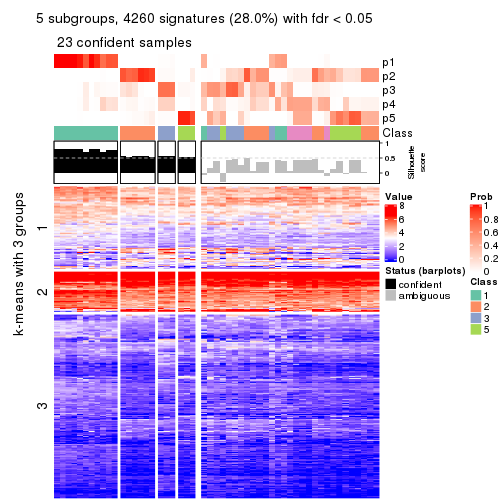 5 subgroups, 4260 signatures (28.0%) with fdr < 0.05
23 confident samples
p1
p2
p3
p4
p5
Class
1
0.5
0
Silhouette
score
k-means with 3 groups
1
2
3
Value
8
6
4
2
0
Status (barplots)
confident
ambiguous
Prob
1
0.8
0.6
0.4
0.2
0
Class
1
2
3
5